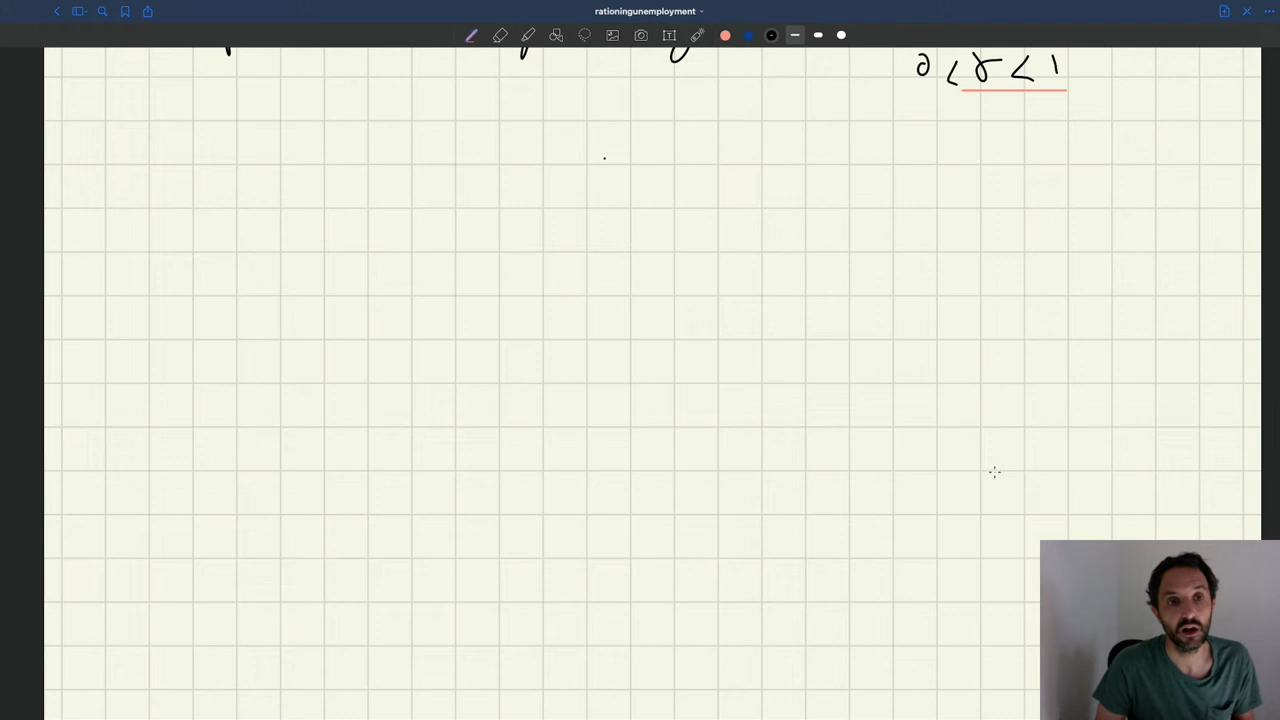 rationingunemployment
0 < γ < 1